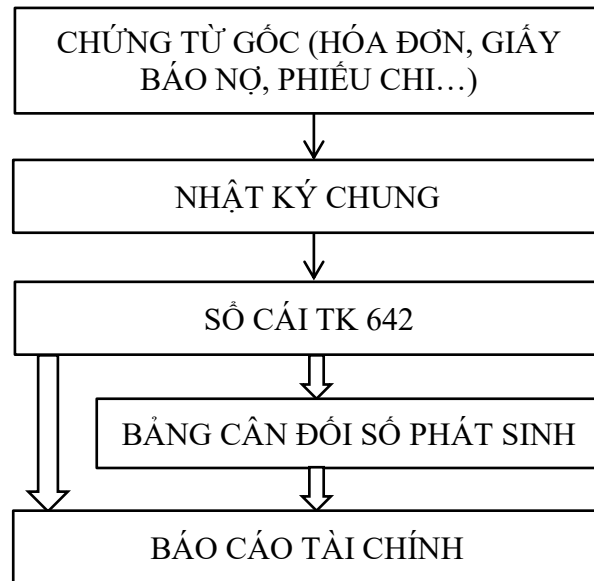 CHỨNG TỪ GỐC (HÓA ĐƠN, GIẤY
BÁO NỢ, PHIẾU CHI…)
NHẬT KÝ CHUNG
SỔ CÁI TK 642
BẢNG CÂN ĐỐI SỐ PHÁT SINH
BÁO CÁO TÀI CHÍNH